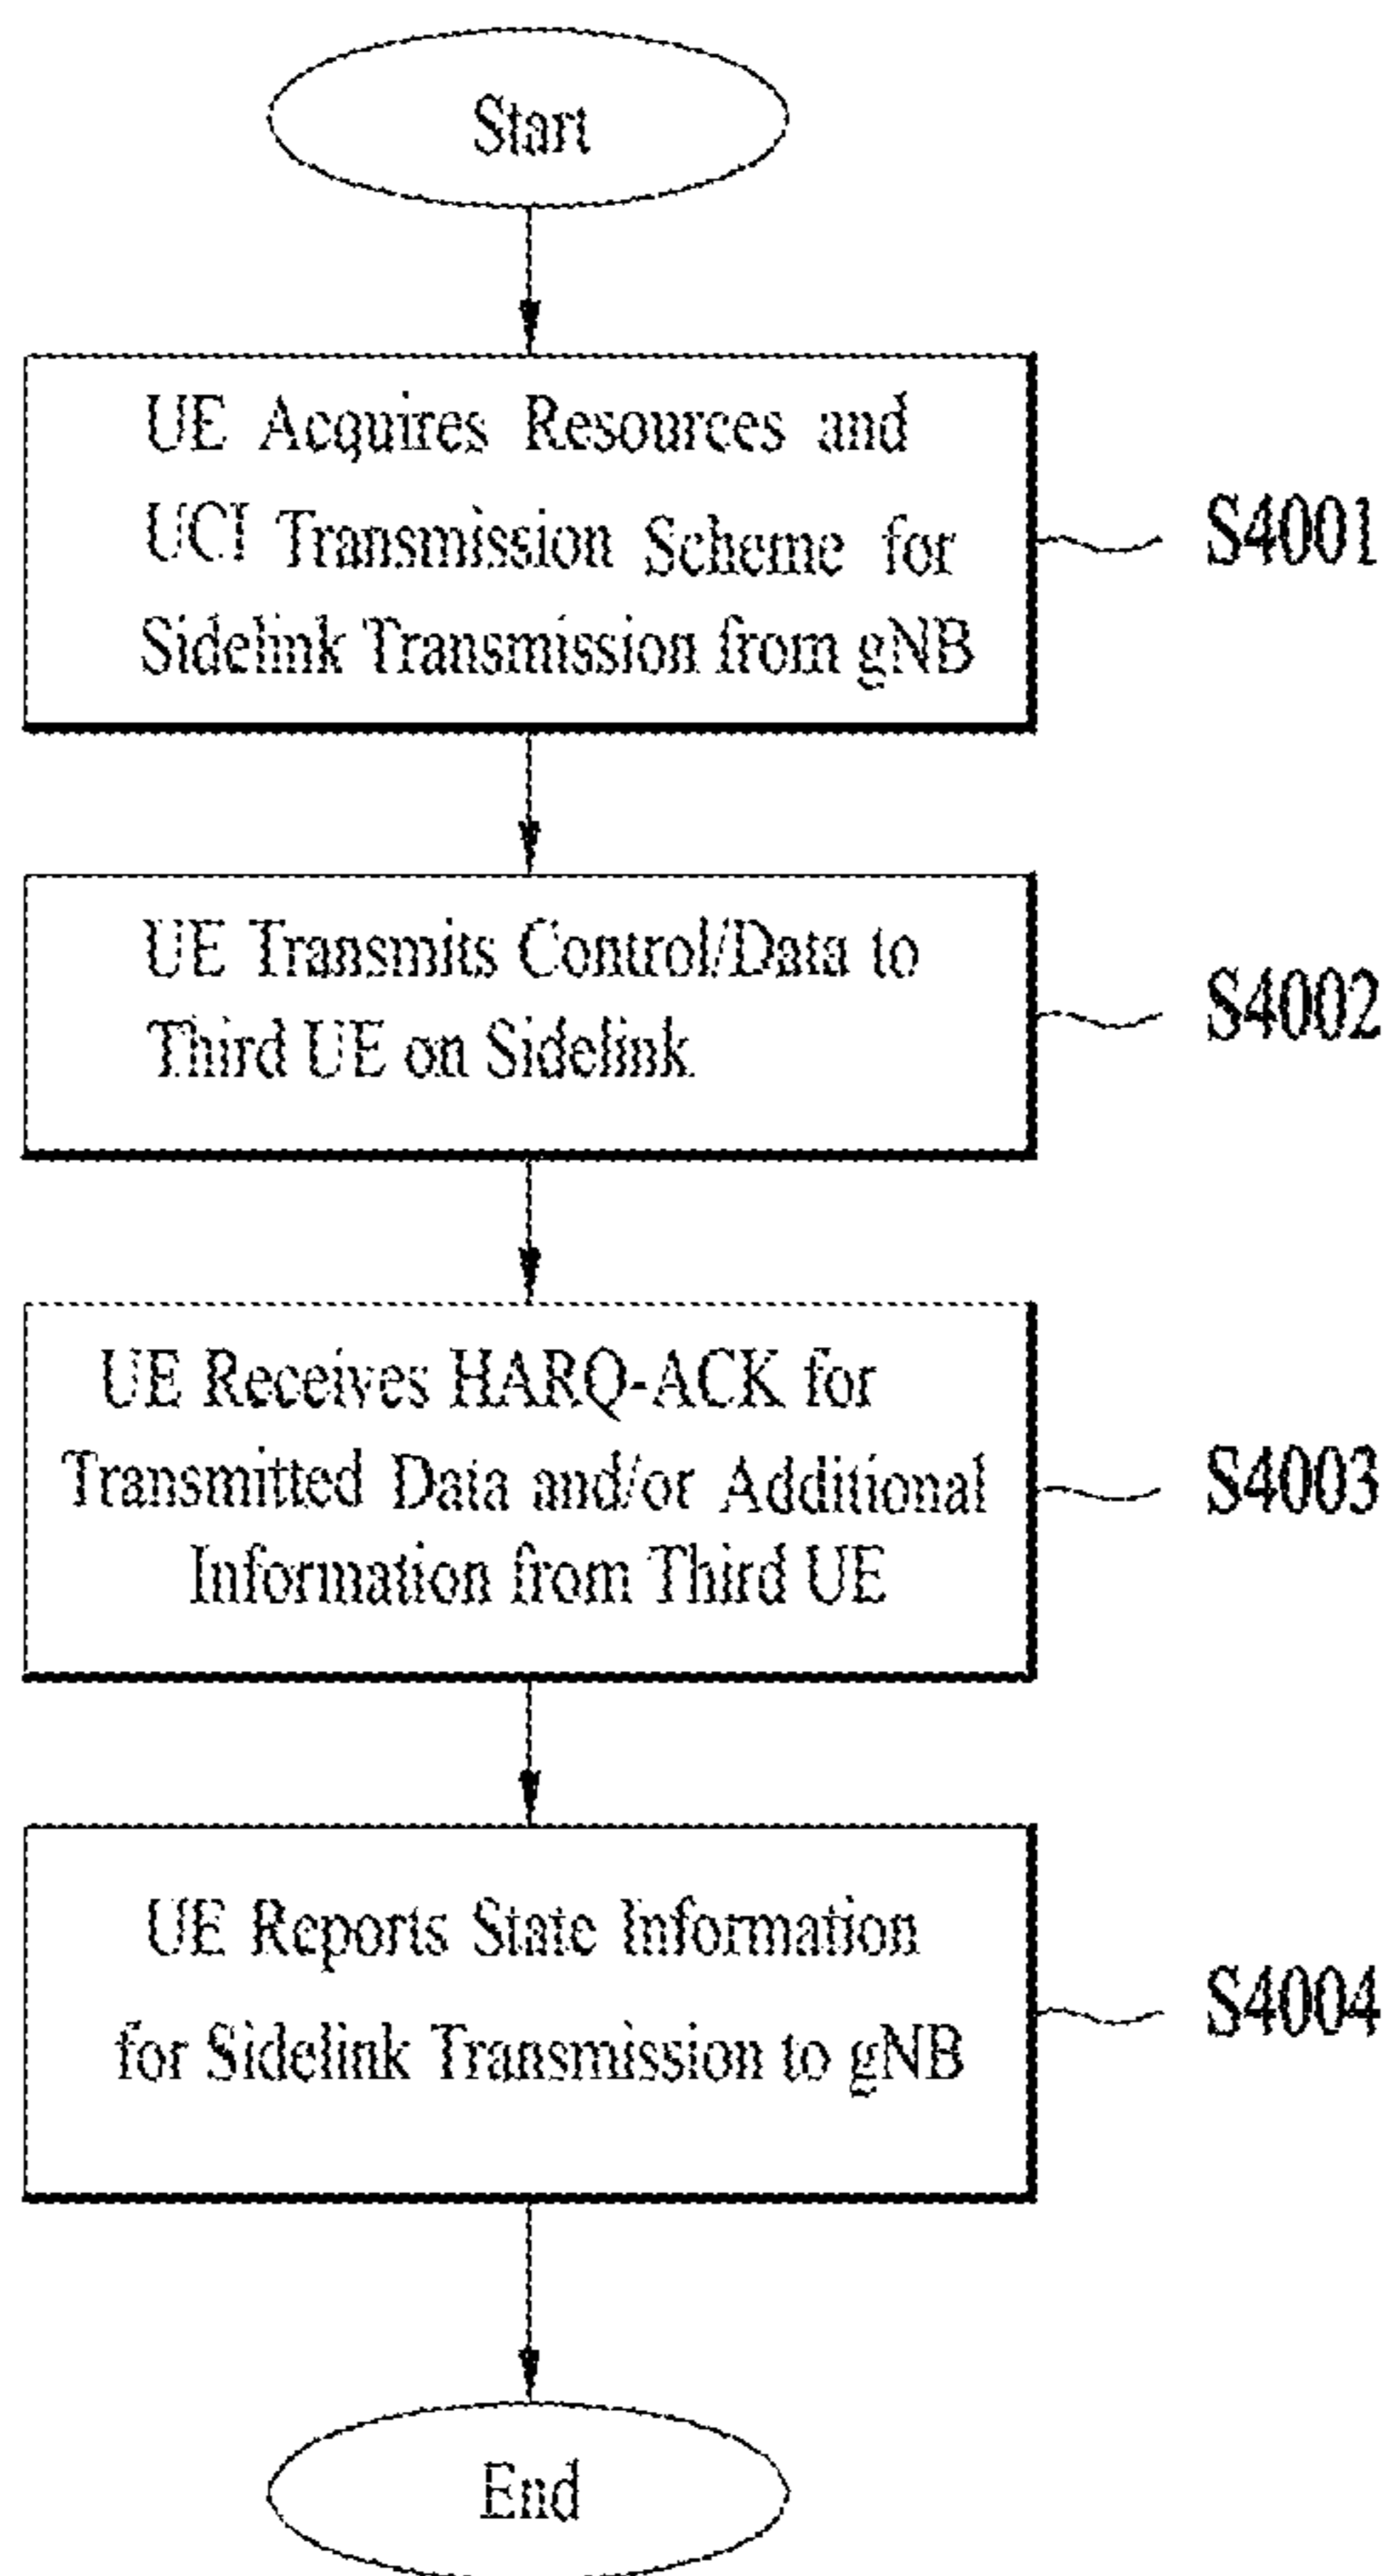 Start
UE Acquires Resources and
UCI Transmission Scheme for
Sidelink Transmission from gNB
S4001
UE Transmits Control/Data to
Third UE on Sidelink
S4002
UE Receives HARQ-ACK for
Transmitted Data and/or Additional
Information from Third UE
S4003
UE Reports State Information
for Sidelink Transmission to gNB
S4004
End